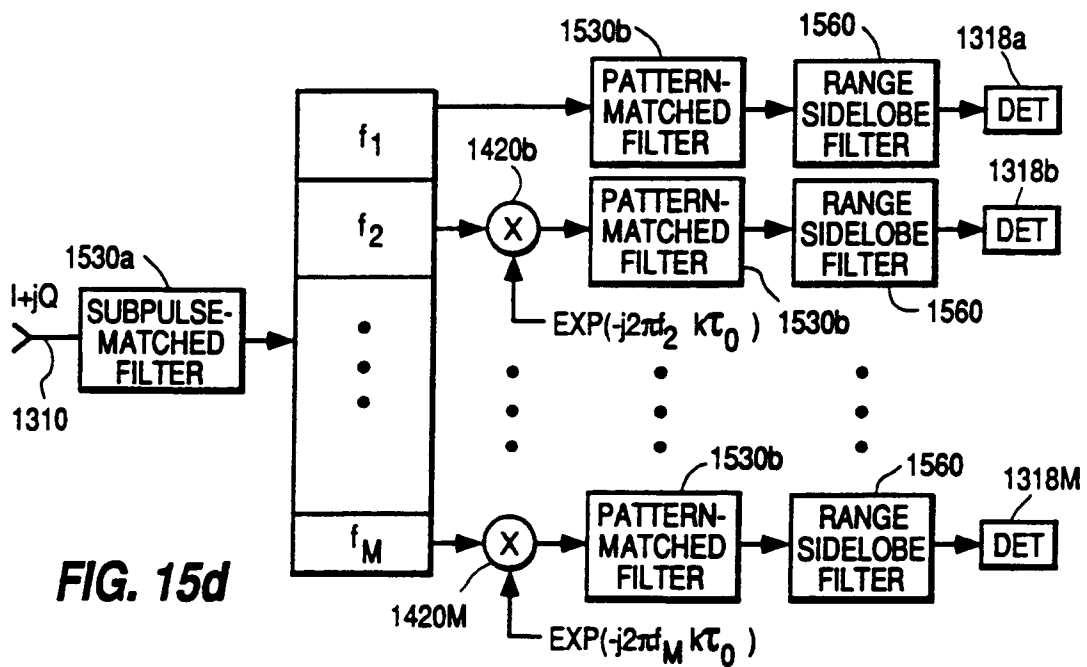 1530b
1560
1318a
PATTERN-
MATCHED
FILTER
RANGE
SIDELOBE
FILTER
DET
f1
1420b
1318b
f2
X
PATTERN-
MATCHED
FILTER
RANGE
SIDELOBE
FILTER
DET
1530a
I+jQ
SUBPULSE-
MATCHED
FILTER
1310
EXP(-j2πf2 kτ0)
1530b
1560
1530b
1560
1318M
fM
X
PATTERN-
MATCHED
FILTER
RANGE
SIDELOBE
FILTER
DET
FIG. 15d
1420M
EXP(-j2πfM kτ0)